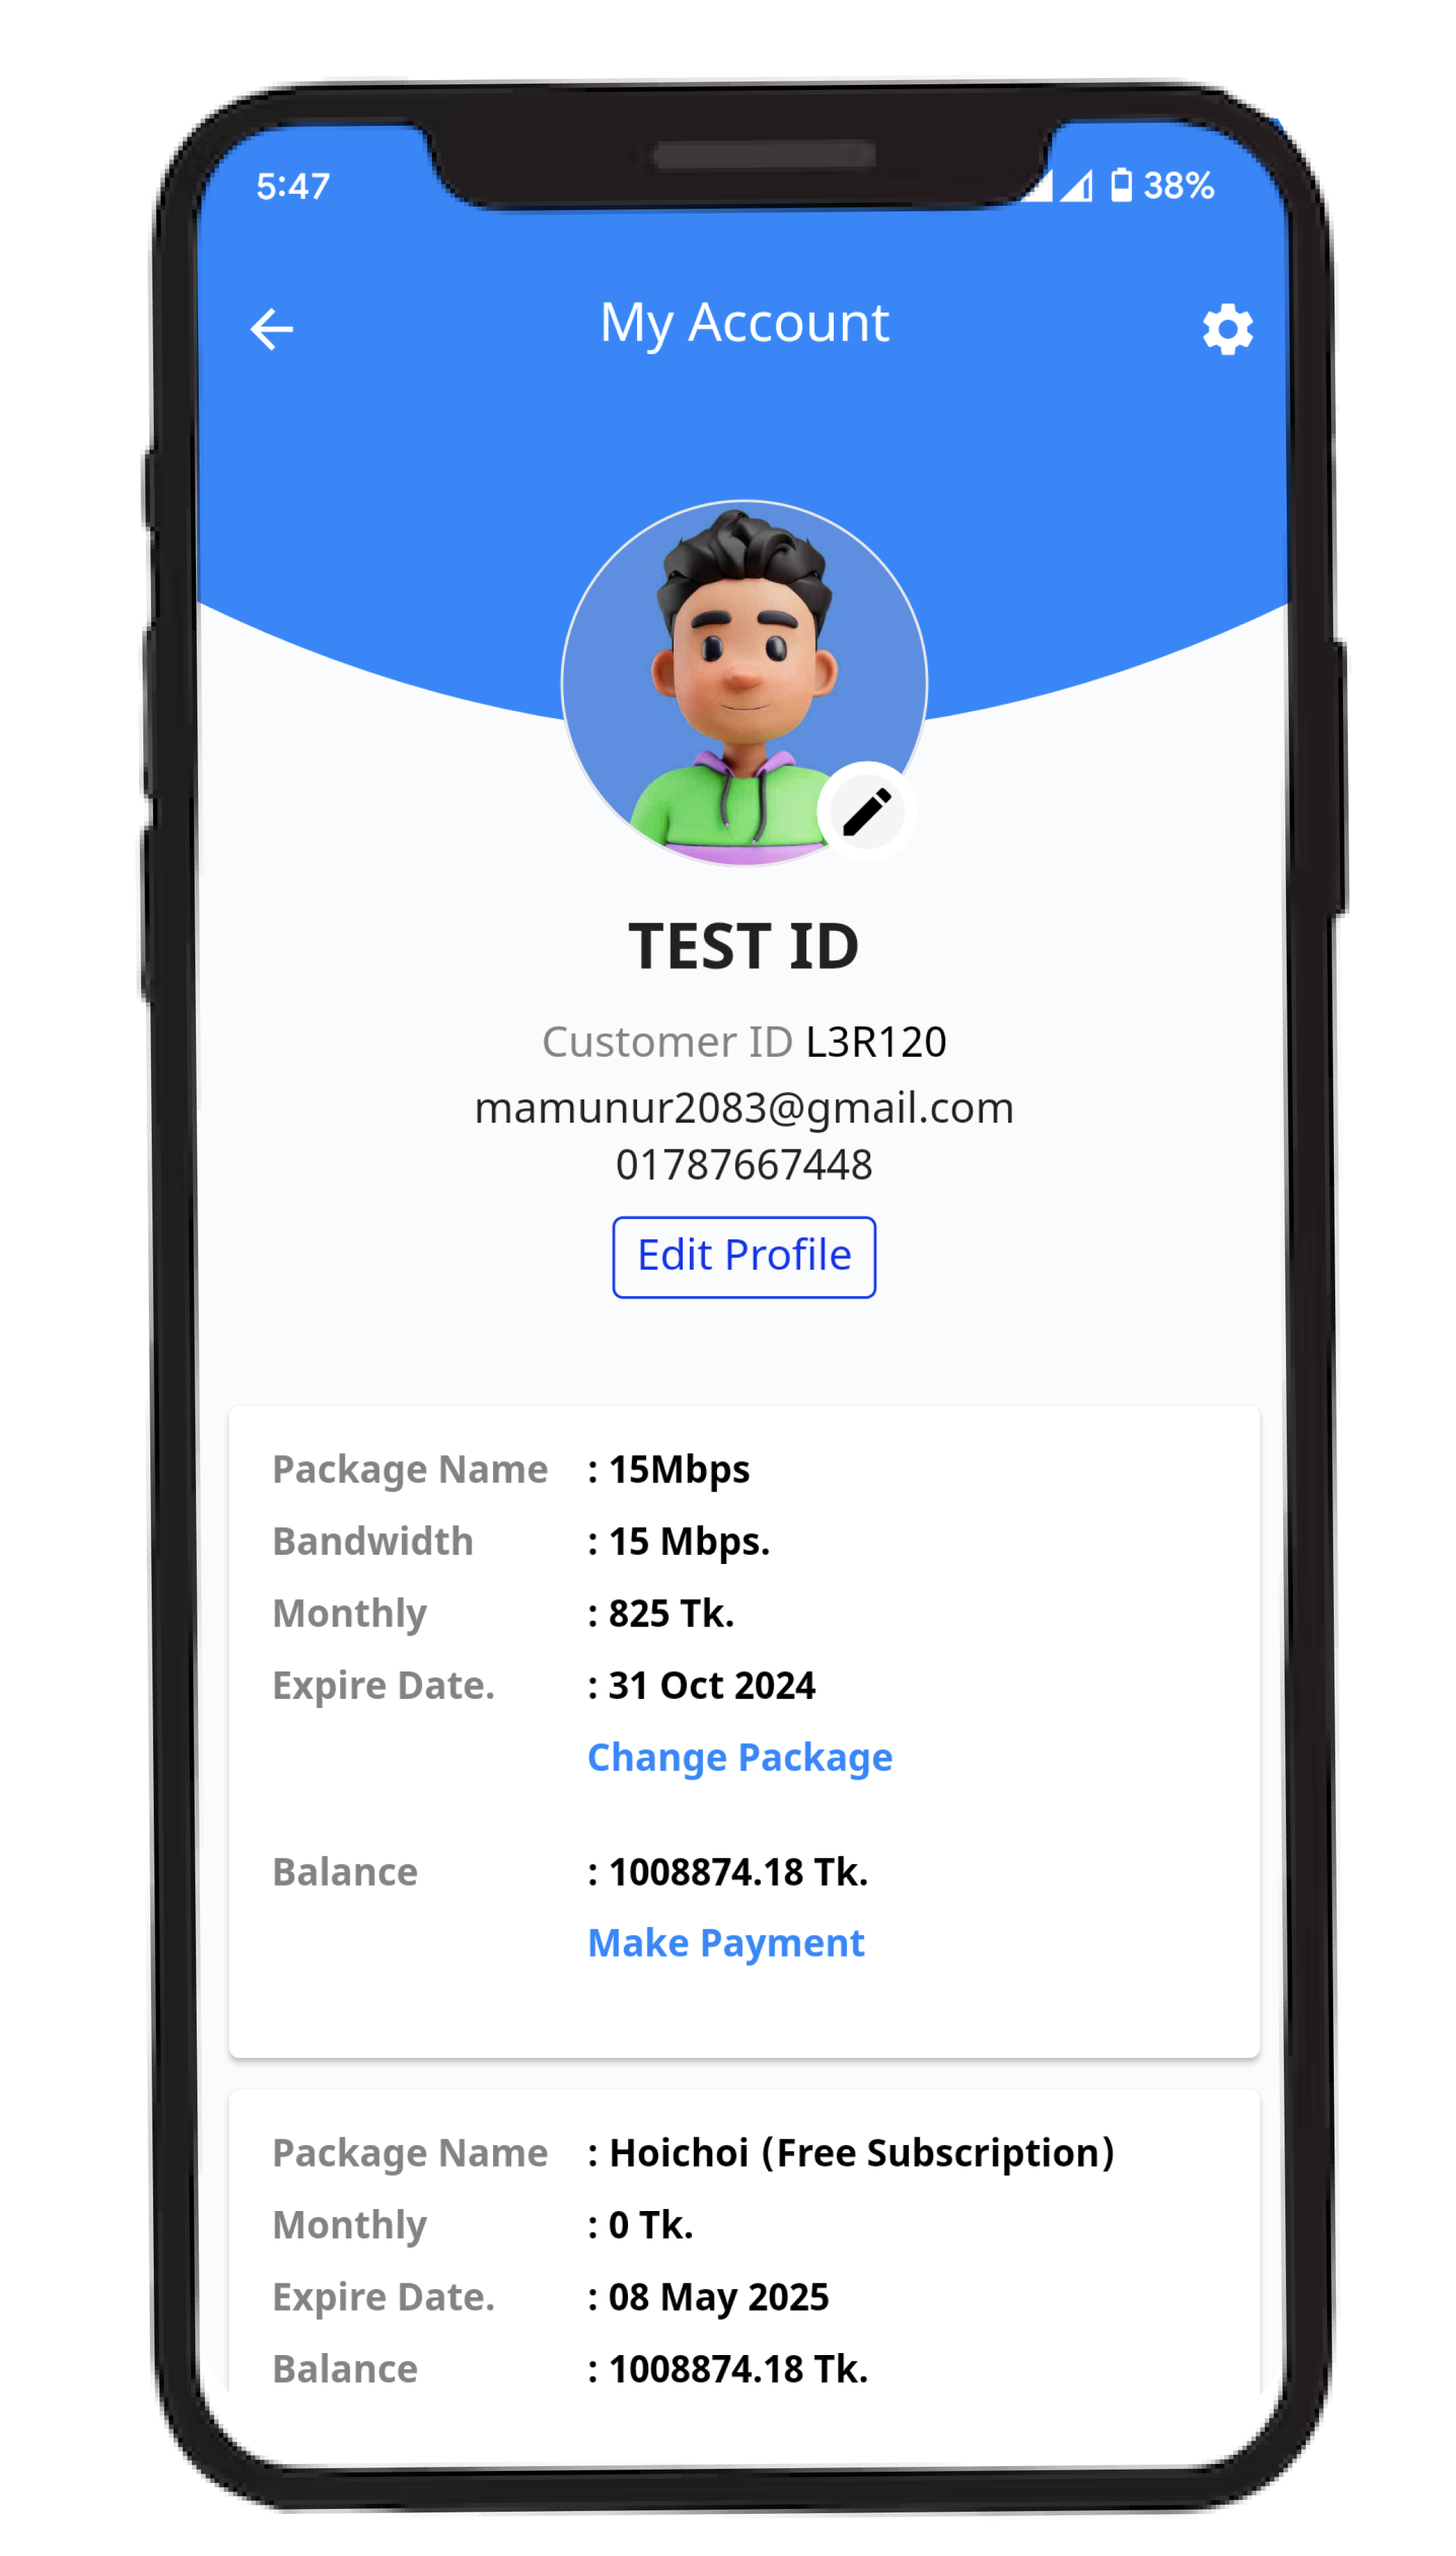 5:47 38%
My Account
TEST ID
Customer ID L3R120
mamunur2083@gmail.com
01787667448
Edit Profile
Package Name : 15Mbps
Bandwidth : 15 Mbps.
Monthly : 825 Tk.
Expire Date. : 31 Oct 2024
Change Package
Balance : 1008874.18 Tk.
Make Payment
Package Name : Hoichoi (Free Subscription)
Monthly : 0 Tk.
Expire Date. : 08 May 2025
Balance : 1008874.18 Tk.